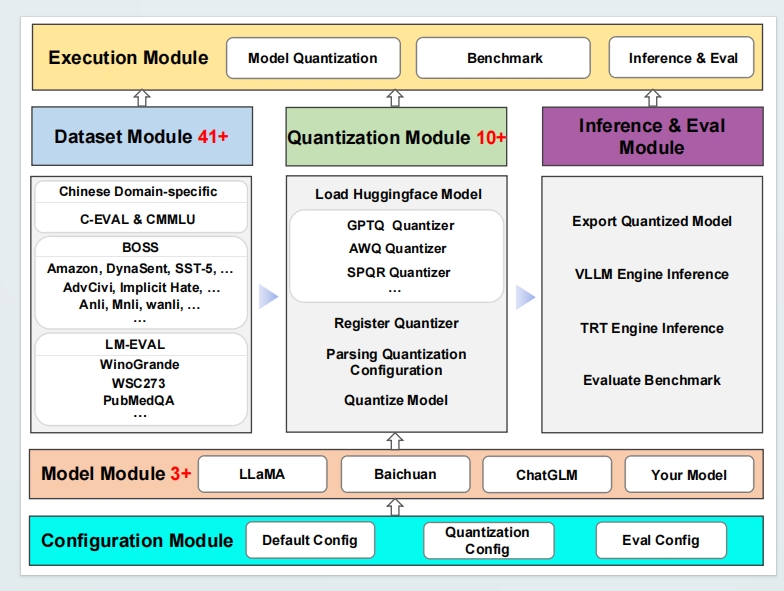 Execution Module
Model Quantization
Benchmark
Inference & Eval
Dataset Module 41+
Quantization Module 10+
Inference & Eval
Module
Chinese Domain-specific
C-EVAL & CMMLU
BOSS
Amazon, DynaSent, SST-5, ...
AdvCivi, Implicit Hate, ...
Anli, Mnli, wanli, ...
...
LM-EVAL
WinoGrande
WSC273
PubMedQA
...
Load Huggingface Model
GPTQ Quantizer
AWQ Quantizer
SPQR Quantizer
...
Register Quantizer
Parsing Quantization
Configuration
Quantize Model
Export Quantized Model
VLLM Engine Inference
TRT Engine Inference
Evaluate Benchmark
Model Module 3+
LLaMA
Baichuan
ChatGLM
Your Model
Configuration Module
Default Config
Quantization
Config
Eval Config